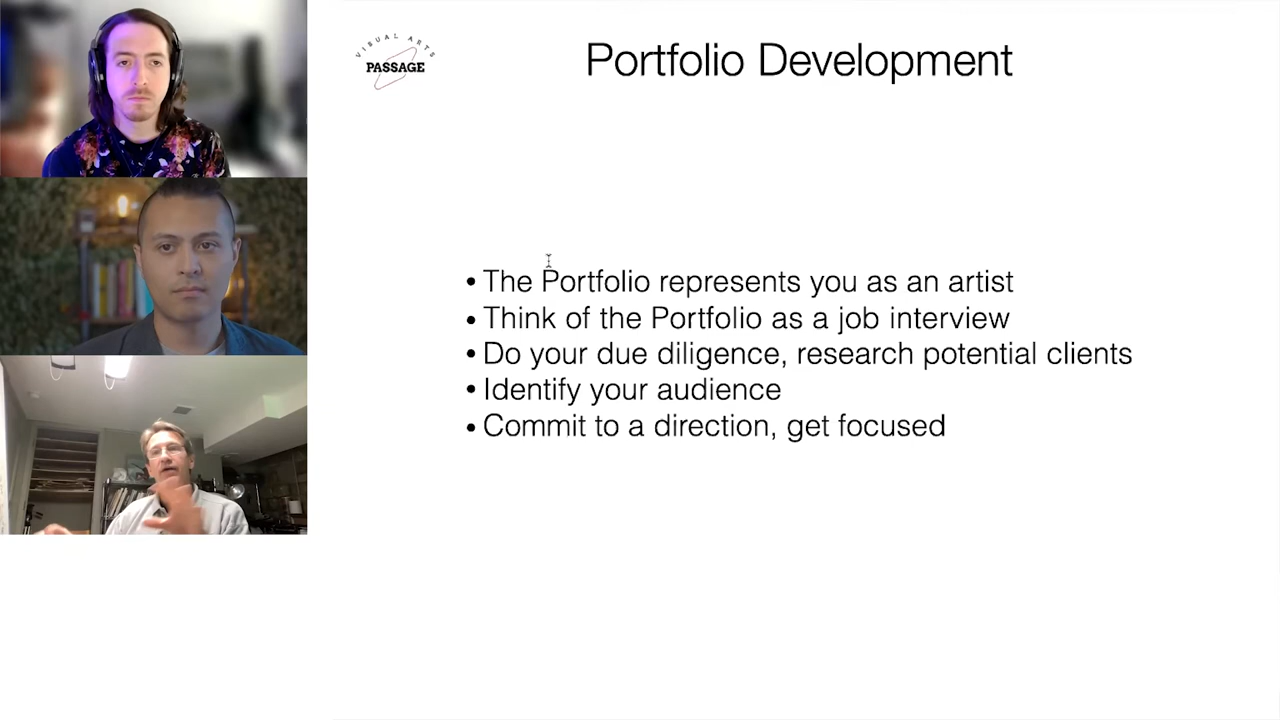 VISUAL ARTS
PASSAGE
Portfolio Development
• The Portfolio represents you as an artist
• Think of the Portfolio as a job interview
• Do your due diligence, research potential clients
• Identify your audience
• Commit to a direction, get focused